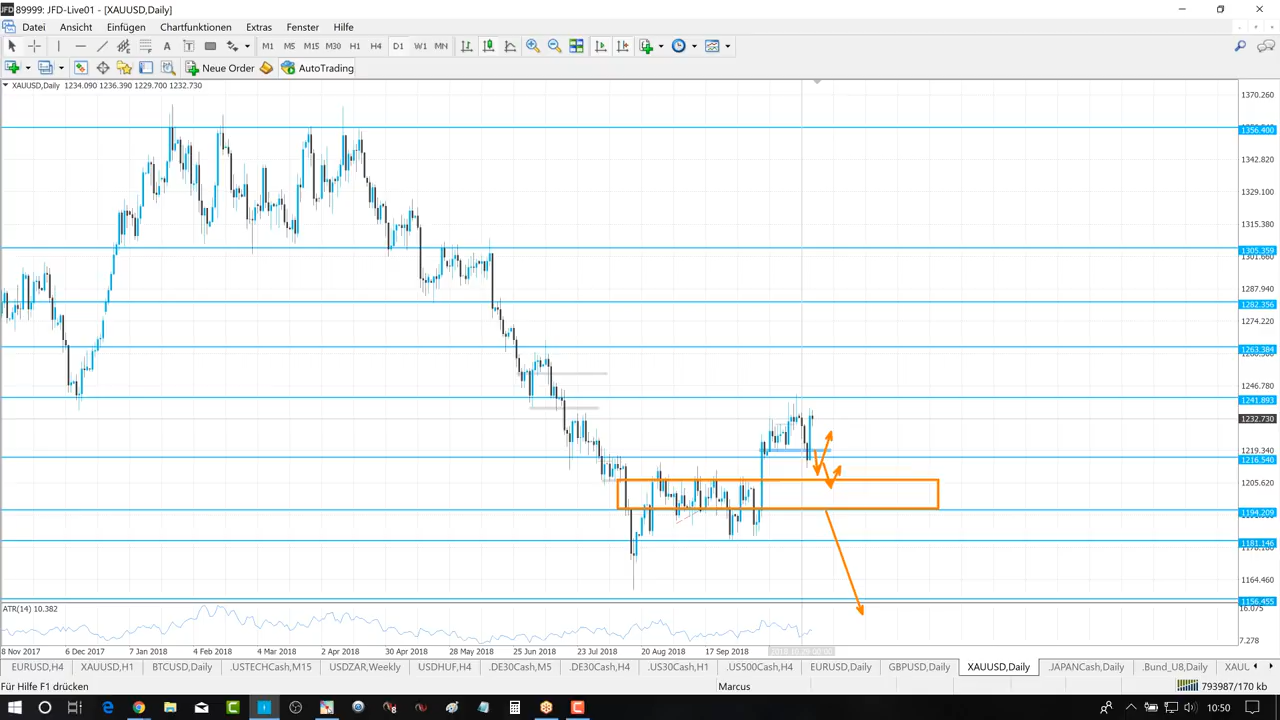 JFD 89999: JFD-Live01 - [XAUUSD,Daily]
Datei Ansicht Einfügen Chartfunktionen Extras Fenster Hilfe
A T M1 M5 M15 M30 H1 H4 D1 W1 MN
Neue Order AutoTrading
XAUUSD,Daily 1234.090 1236.390 1229.700 1232.730
1370.260
1356.400
1342.820
1329.100
1315.380
1305.359
1301.660
1287.940
1282.356
1274.220
1263.384
1246.780
1241.893
1232.730
1219.340
1216.540
1205.620
1194.209
1181.146
1164.460
1156.455
ATR(14) 10.382
16.075
7.278
8 Nov 2017 6 Dec 2017 7 Jan 2018 4 Feb 2018 4 Mar 2018 2 Apr 2018 30 Apr 2018 28 May 2018 25 Jun 2018 23 Jul 2018 20 Aug 2018 17 Sep 2018 2018.10.29 00:00
EURUSD,H4 XAUUSD,H1 BTCUSD,Daily .USTECHCash,M15 USDZAR,Weekly USDHUF,H4 .DE30Cash,M5 .DE30Cash,H4 .US30Cash,H1 .US500Cash,H4 EURUSD,Daily GBPUSD,Daily XAUUSD,Daily .JAPANCash,Daily .Bund_U8,Daily XAUU
Für Hilfe F1 drücken Marcus 793987/170 kb
10:50